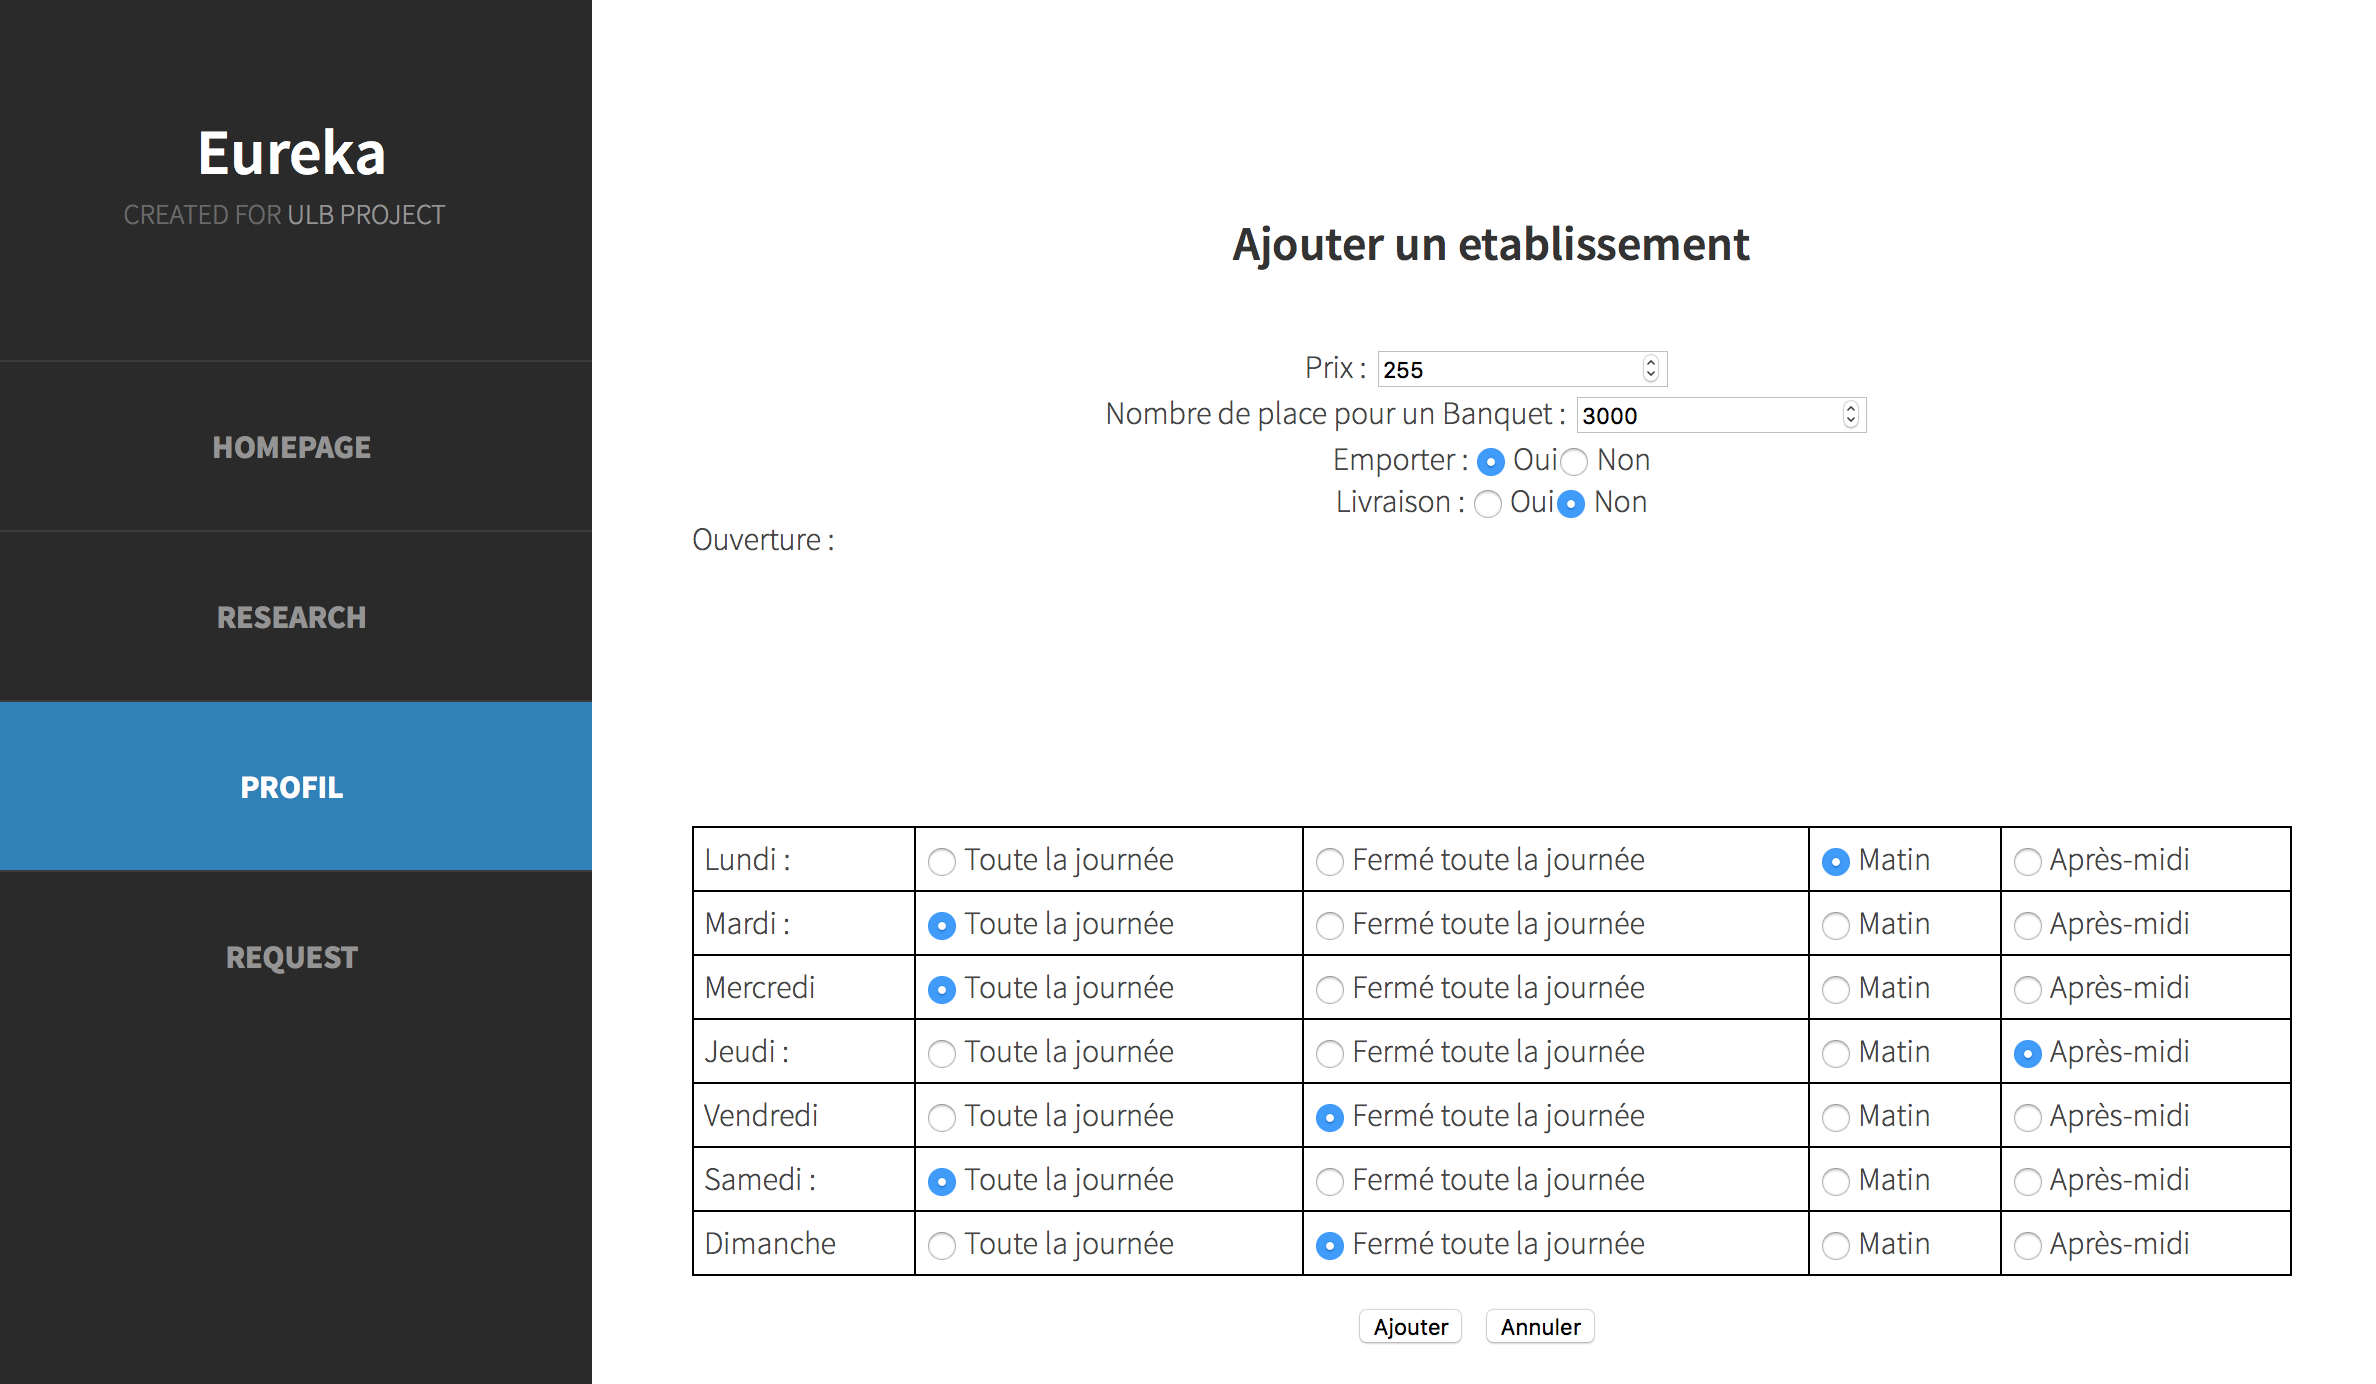 Eureka
CREATED FOR ULB PROJECT
HOMEPAGE
RESEARCH
PROFIL
REQUEST
Ajouter un etablissement
Prix : 255
Nombre de place pour un Banquet : 3000
Emporter : Oui Non
Livraison : Oui Non
Ouverture :
Lundi : Toute la journée Fermé toute la journée Matin Après-midi
Mardi : Toute la journée Fermé toute la journée Matin Après-midi
Mercredi Toute la journée Fermé toute la journée Matin Après-midi
Jeudi : Toute la journée Fermé toute la journée Matin Après-midi
Vendredi Toute la journée Fermé toute la journée Matin Après-midi
Samedi : Toute la journée Fermé toute la journée Matin Après-midi
Dimanche Toute la journée Fermé toute la journée Matin Après-midi
Ajouter Annuler